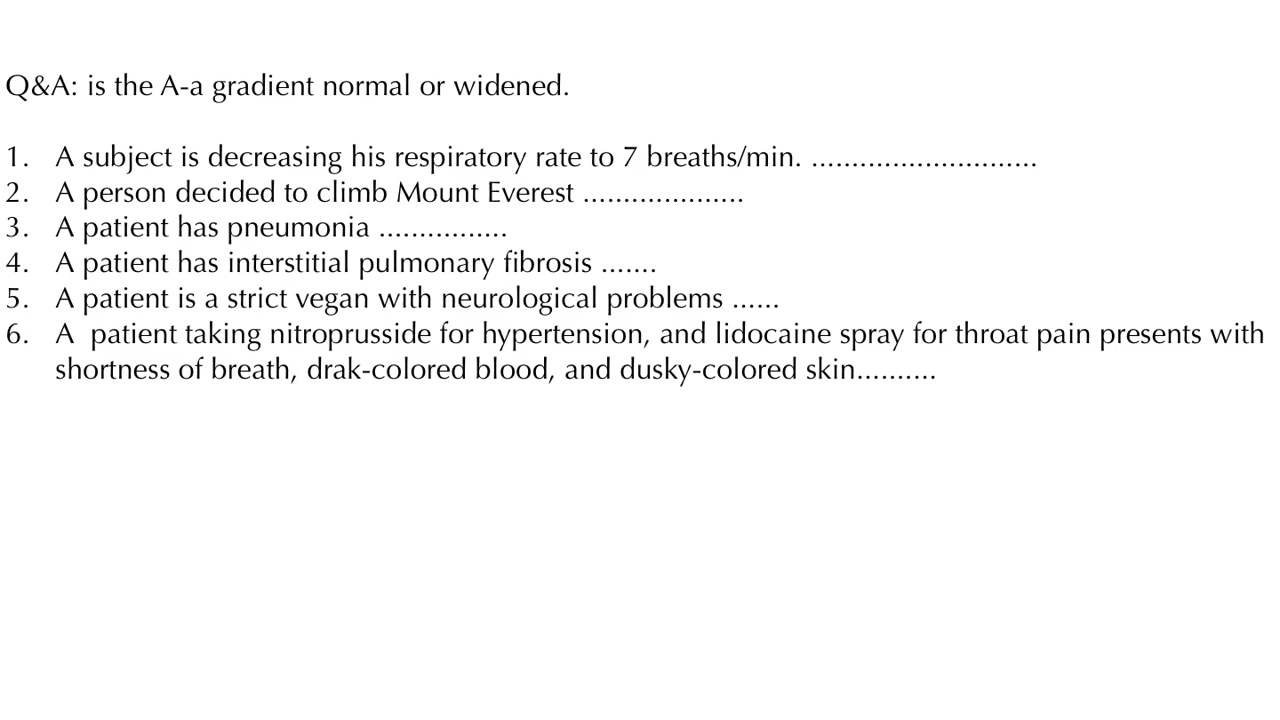 Q&A: is the A-a gradient normal or widened.
1. A subject is decreasing his respiratory rate to 7 breaths/min. ............................
2. A person decided to climb Mount Everest ....................
3. A patient has pneumonia ................
4. A patient has interstitial pulmonary fibrosis .......
5. A patient is a strict vegan with neurological problems ......
6. A  patient taking nitroprusside for hypertension, and lidocaine spray for throat pain presents with
shortness of breath, drak-colored blood, and dusky-colored skin..........